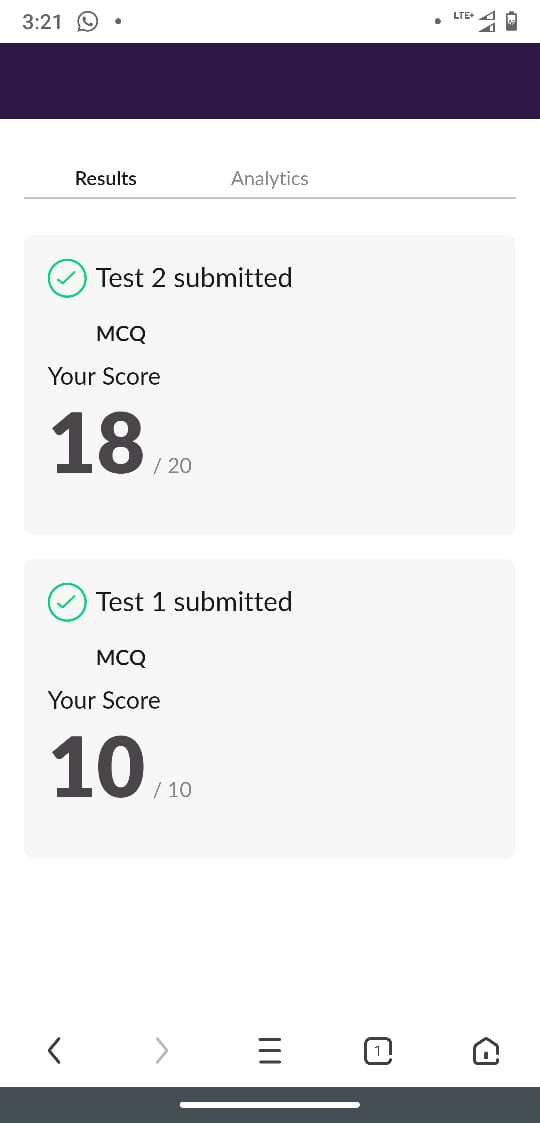 3:21
LTE+
Results Analytics
Test 2 submitted
MCQ
Your Score
18 / 20
Test 1 submitted
MCQ
Your Score
10 / 10
1